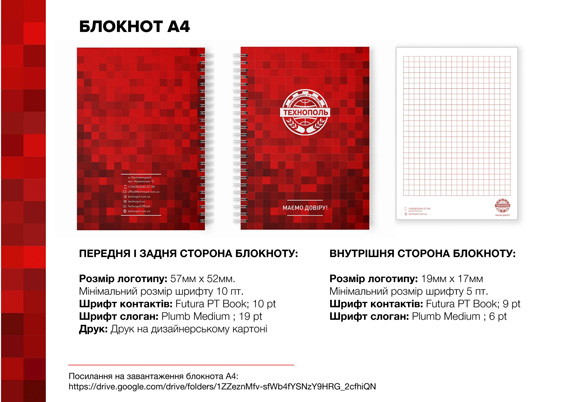 БЛОКНОТ А4
ТЕХНОПОЛЬ
МАЄМО ДОВІРУ!
ПЕРЕДНЯ І ЗАДНЯ СТОРОНА БЛОКНОТУ:
Розмір логотипу: 57мм х 52мм.
Мінімальний розмір шрифту 10 пт.
Шрифт контактів: Futura PT Book; 10 pt
Шрифт слоган: Plumb Medium ; 19 pt
Друк: Друк на дизайнерському картоні
ВНУТРІШНЯ СТОРОНА БЛОКНОТУ:
Розмір логотипу: 19мм х 17мм
Мінімальний розмір шрифту 5 пт.
Шрифт контактів: Futura PT Book; 9 pt
Шрифт слоган: Plumb Medium ; 6 pt
Посилання на завантаження блокнота А4:
https://drive.google.com/drive/folders/1ZZeznMfv-sfWb4fYSNzY9HRG_2cfhiQN